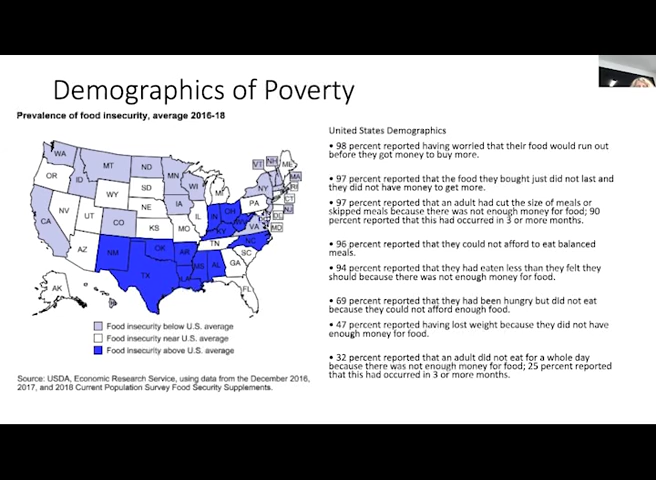 Demographics of Poverty
Prevalence of food insecurity, average 2016-18
WA
MT
ND
MN
VT
NH
ME
OR
ID
WY
SD
WI
MI
NY
MA
RI
CT
NJ
NV
UT
CO
NE
IA
IL
IN
OH
PA
DE
MD
CA
KS
MO
KY
WV
VA
AZ
NM
OK
AR
TN
NC
SC
TX
LA
MS
AL
GA
FL
AK
Food insecurity below U.S. average
Food insecurity near U.S. average
Food insecurity above U.S. average
Source: USDA, Economic Research Service, using data from the December 2016,
2017, and 2018 Current Population Survey Food Security Supplements.
United States Demographics
• 98 percent reported having worried that their food would run out
before they got money to buy more.
• 97 percent reported that the food they bought just did not last and
they did not have money to get more.
• 97 percent reported that an adult had cut the size of meals or
skipped meals because there was not enough money for food; 90
percent reported that this had occurred in 3 or more months.
• 96 percent reported that they could not afford to eat balanced
meals.
• 94 percent reported that they had eaten less than they felt they
should because there was not enough money for food.
• 69 percent reported that they had been hungry but did not eat
because they could not afford enough food.
• 47 percent reported having lost weight because they did not have
enough money for food.
• 32 percent reported that an adult did not eat for a whole day
because there was not enough money for food; 25 percent reported
that this had occurred in 3 or more months.